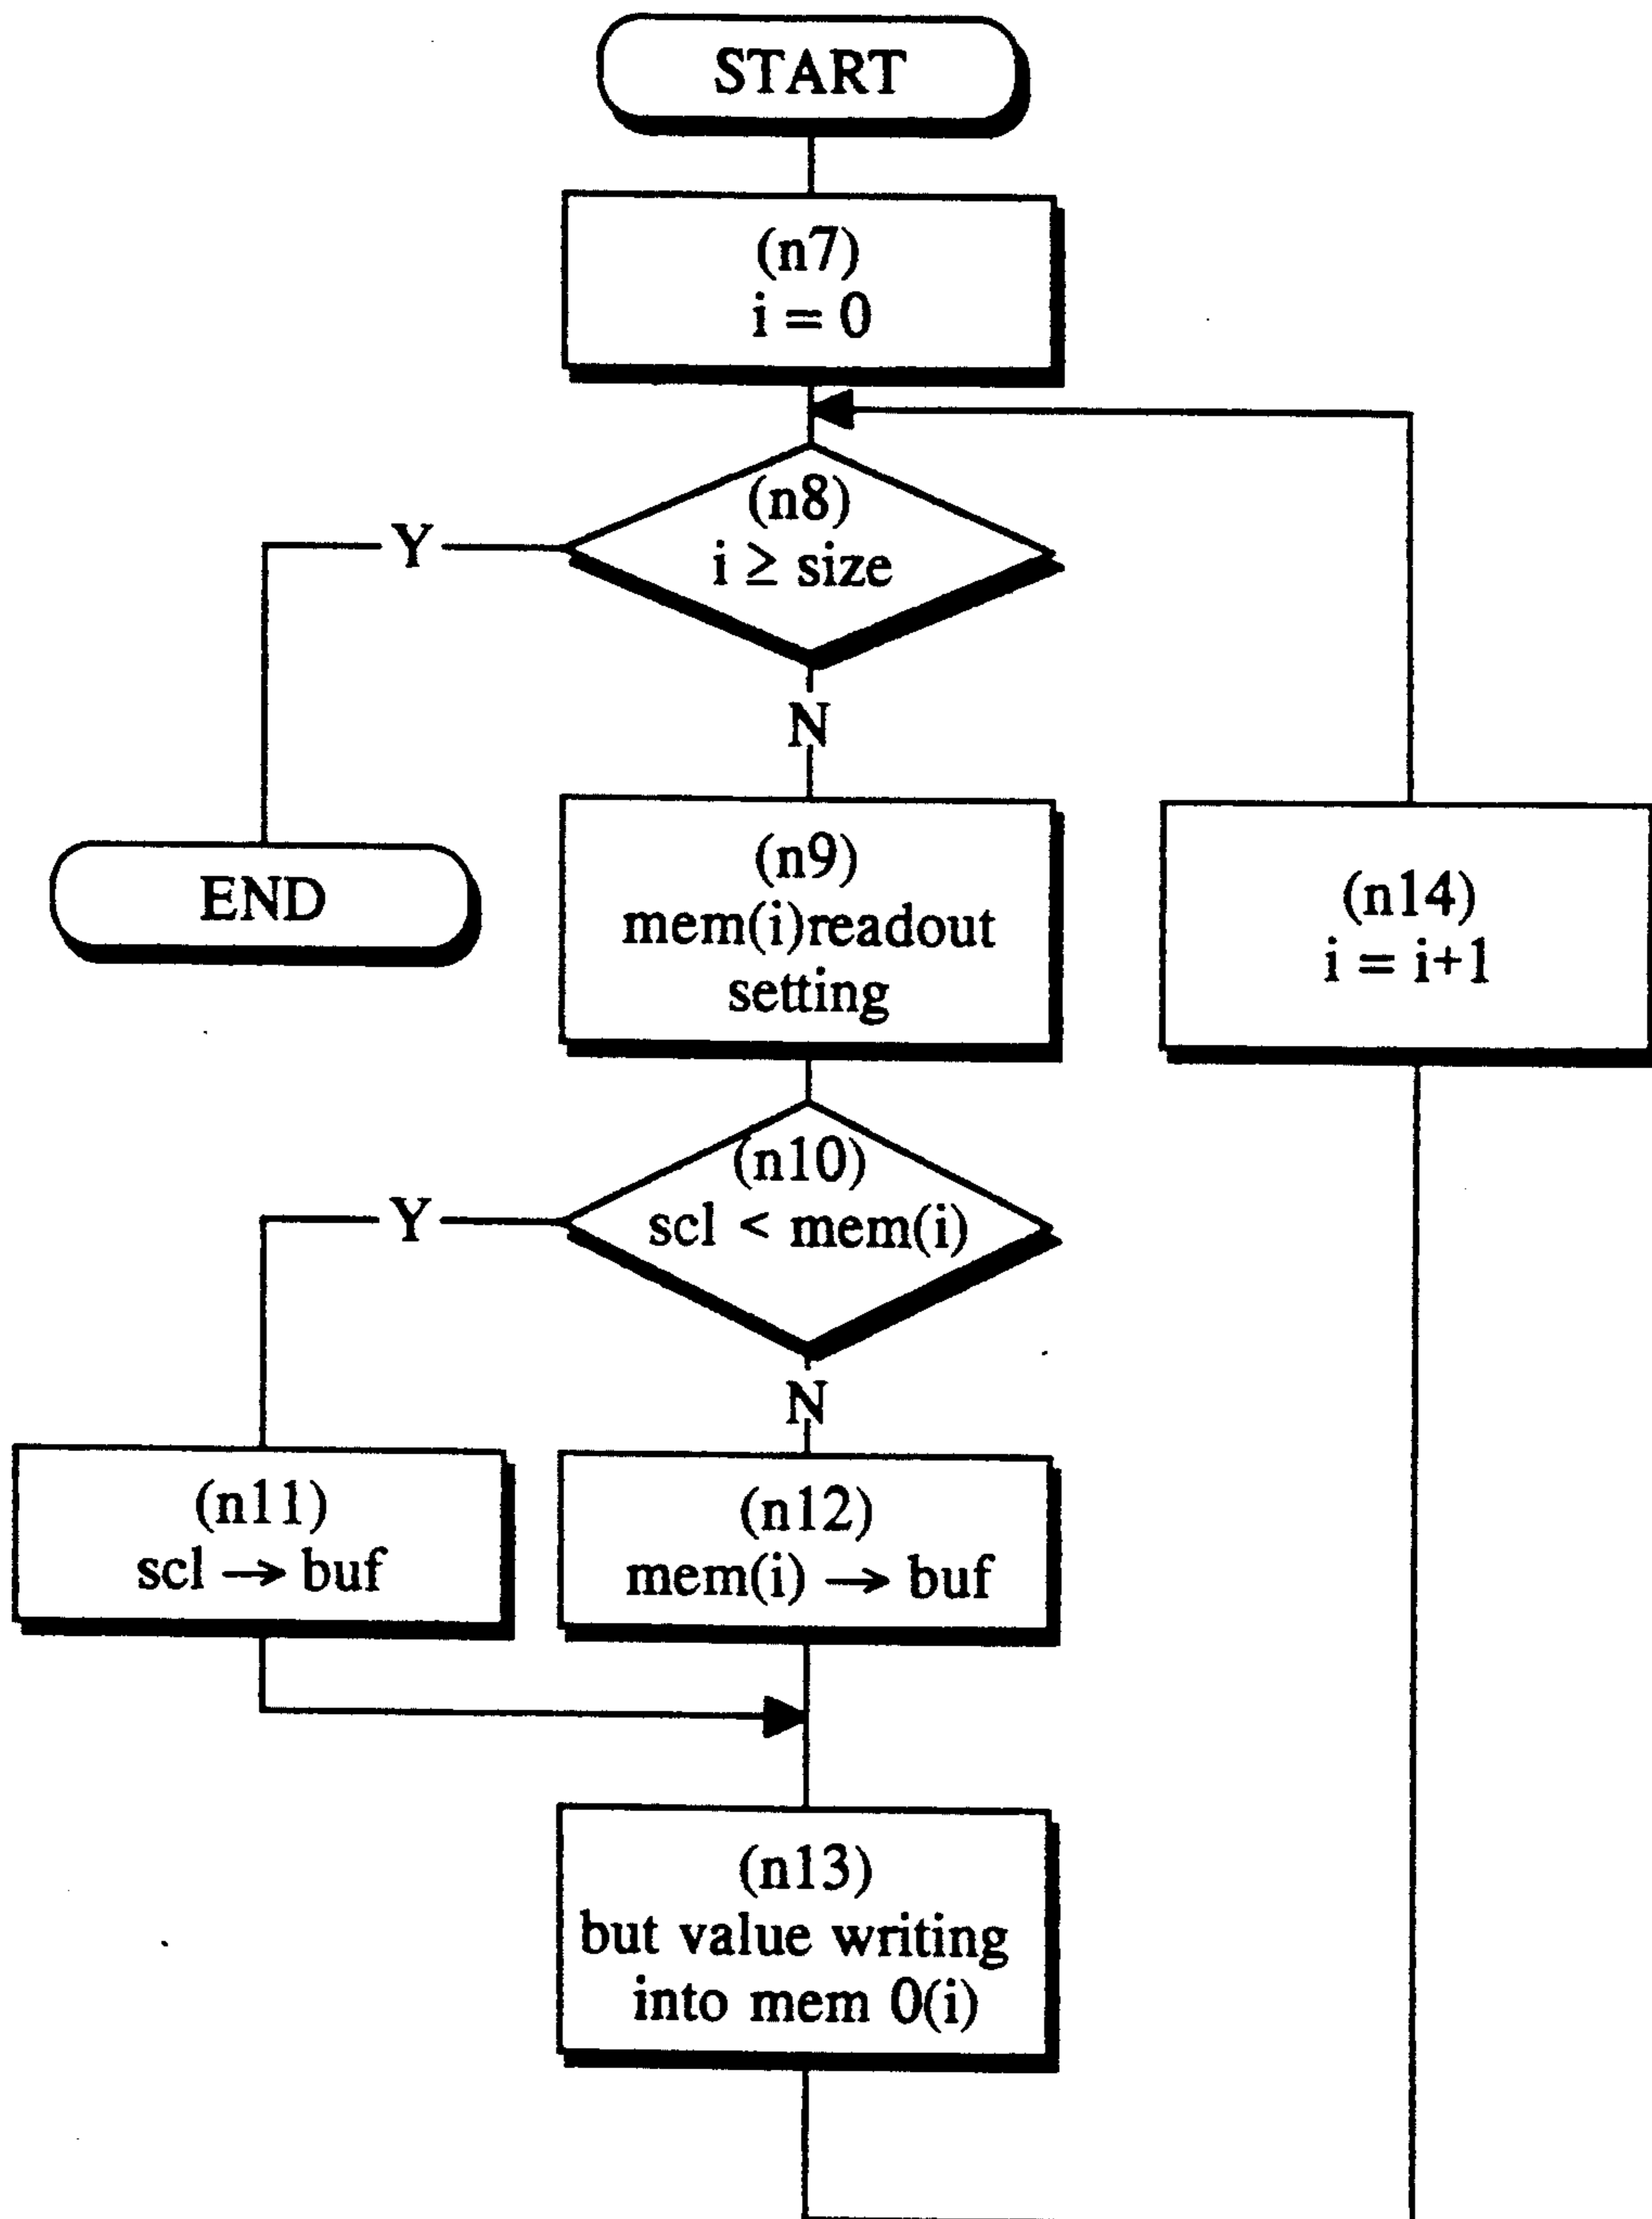 START
(n7)
i = 0
(n8)
i ≥ size
Y
N
END
(n9)
mem(i)readout
setting
(n14)
i = i+1
(n10)
scl < mem(i)
Y
N
(n11)
scl → buf
(n12)
mem(i) → buf
(n13)
but value writing
into mem 0(i)